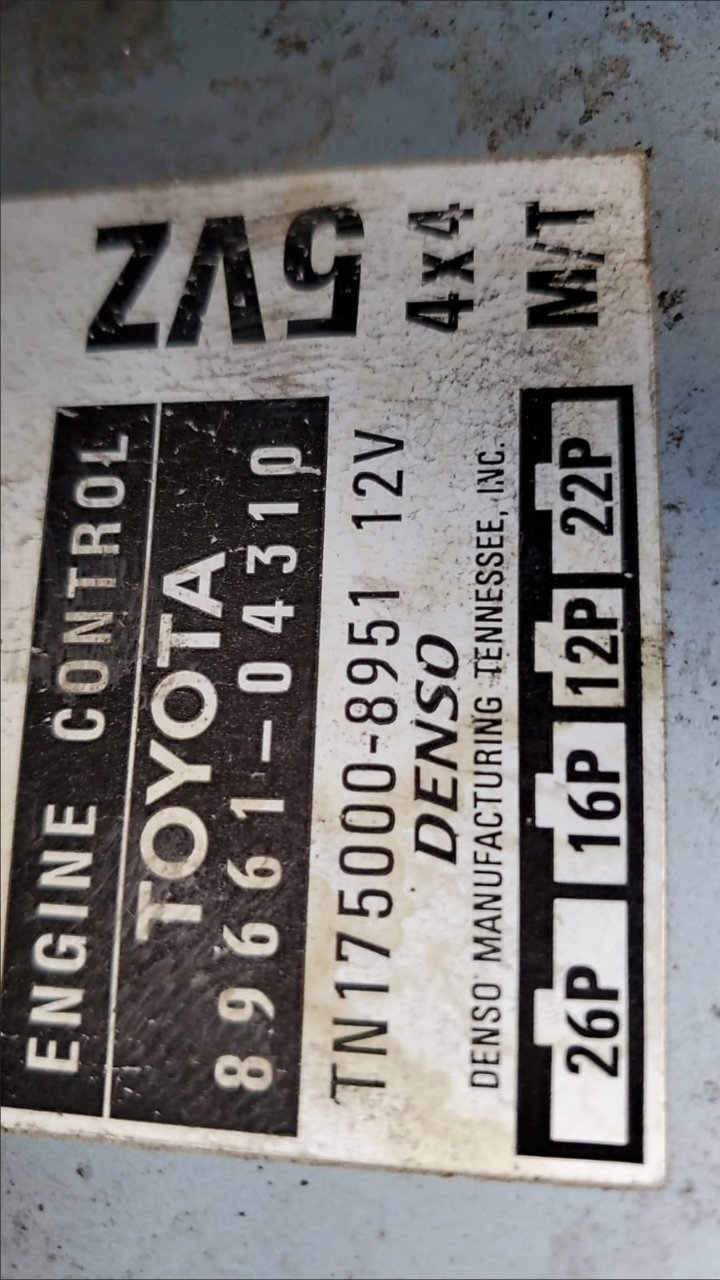 ENGINE CONTROL
TOYOTA
89661-04310
TN175000-8951 12V
DENSO
DENSO MANUFACTURING TENNESSEE, INC.
26P 16P 12P 22P
5VZ
4x4
M/T